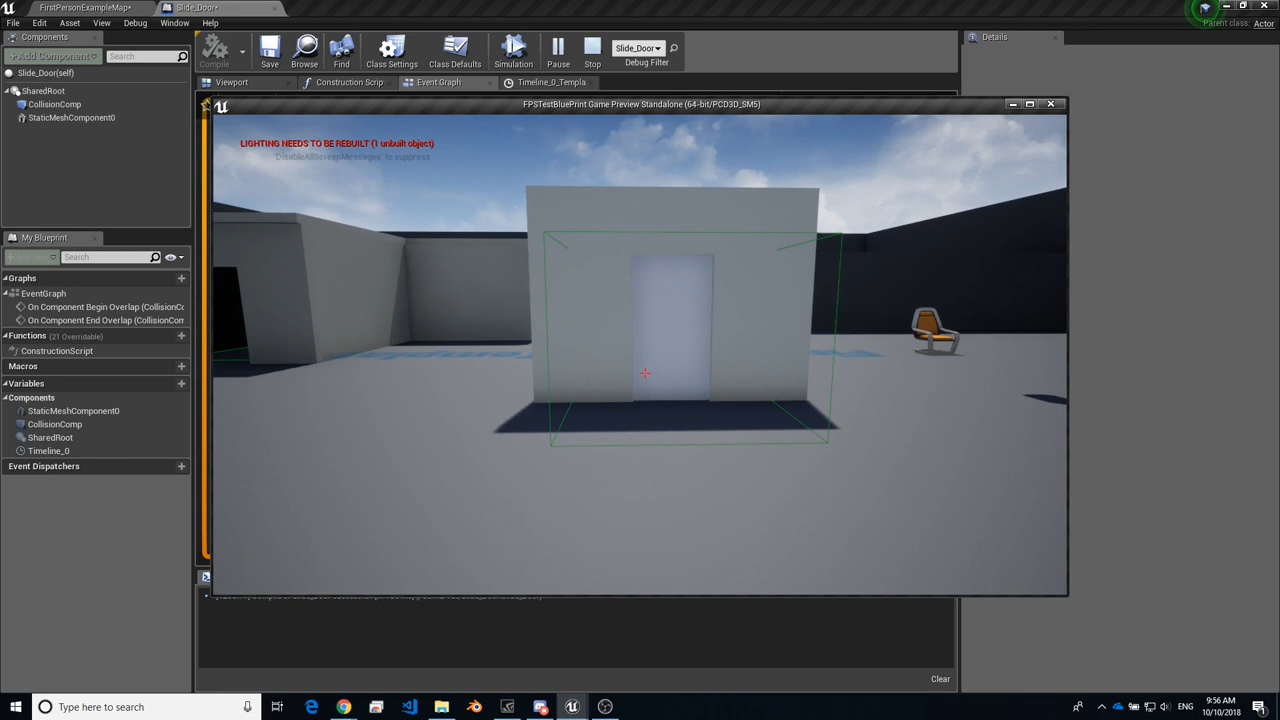 FirstPersonExampleMap*
Slide_Door*
Parent class: Actor
File Edit Asset View Debug Window Help
Components
+Add Component
Search
Slide_Door(self)
SharedRoot
CollisionComp
StaticMeshComponent0
My Blueprint
Search
Graphs
EventGraph
On Component Begin Overlap (CollisionCo
On Component End Overlap (CollisionCom
Functions (21 Overridable)
ConstructionScript
Macros
Variables
Components
StaticMeshComponent0
CollisionComp
SharedRoot
Timeline_0
Event Dispatchers
Compile
Save
Browse
Find
Class Settings
Class Defaults
Simulation
Pause
Stop
Slide_Door
Debug Filter
Viewport
Construction Scrip
Event Graph
Timeline_0_Templa
Details
FPSTestBluePrint Game Preview Standalone (64-bit/PCD3D_SM5)
LIGHTING NEEDS TO BE REBUILT (1 unbuilt object)
'DisableAllScreenMessages' to suppress
Clear
Type here to search
9:56 AM
10/10/2018